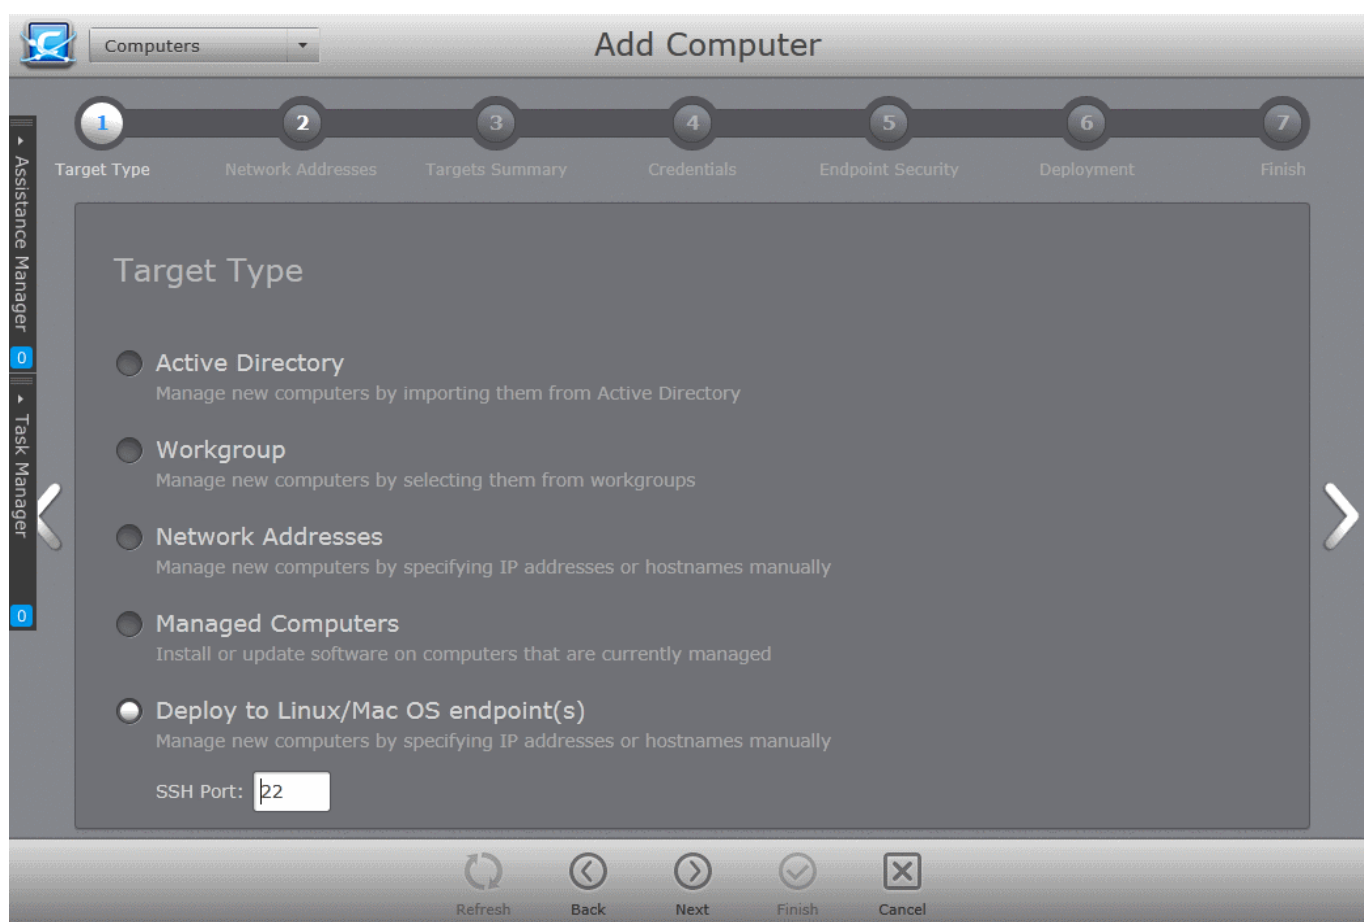 Computers
Add Computer
1
2
3
4
5
6
7
Target Type
Network Addresses
Targets Summary
Credentials
Endpoint Security
Deployment
Finish
Assistance Manager
0
Task Manager
0
Target Type
Active Directory
Manage new computers by importing them from Active Directory
Workgroup
Manage new computers by selecting them from workgroups
Network Addresses
Manage new computers by specifying IP addresses or hostnames manually
Managed Computers
Install or update software on computers that are currently managed
Deploy to Linux/Mac OS endpoint(s)
Manage new computers by specifying IP addresses or hostnames manually
SSH Port: 22
Refresh
Back
Next
Finish
Cancel